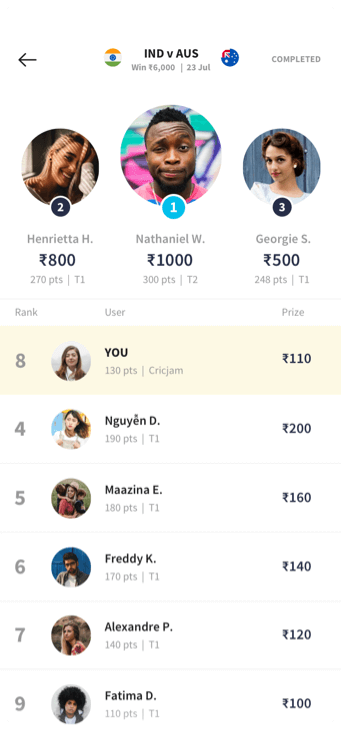 IND v AUS
Win ₹6,000 | 23 Jul
COMPLETED
2
1
3
Henrietta H.
Nathaniel W.
Georgie S.
₹800
₹1000
₹500
270 pts | T1
300 pts | T2
248 pts | T1
Rank User Prize
8 YOU ₹110
130 pts | Cricjam
4 Nguyễn D. ₹200
190 pts | T1
5 Maazina E. ₹160
180 pts | T1
6 Freddy K. ₹140
170 pts | T1
7 Alexandre P. ₹120
140 pts | T1
9 Fatima D. ₹100
110 pts | T1